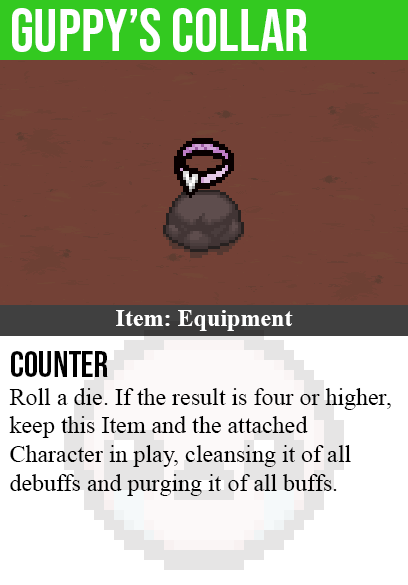 GUPPY'S COLLAR
Item: Equipment
COUNTER
Roll a die. If the result is four or higher,
keep this Item and the attached
Character in play, cleansing it of all
debuffs and purging it of all buffs.